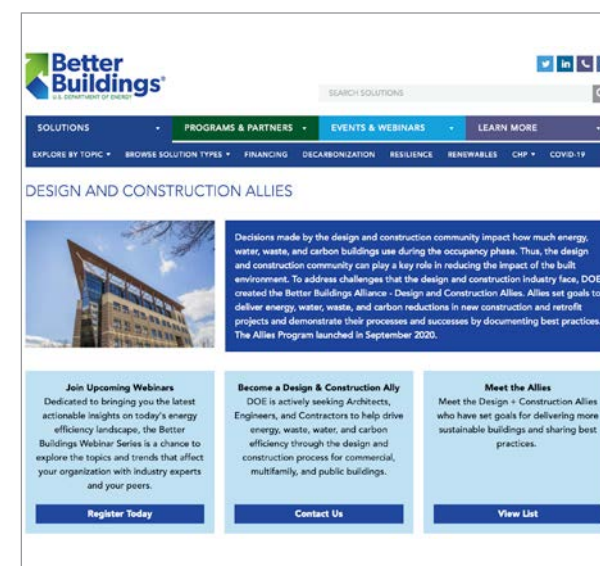 Better
Buildings®
U.S. DEPARTMENT OF ENERGY
SEARCH SOLUTIONS
SOLUTIONS
PROGRAMS & PARTNERS
EVENTS & WEBINARS
LEARN MORE
EXPLORE BY TOPIC
BROWSE SOLUTION TYPES
FINANCING
DECARBONIZATION
RESILIENCE
RENEWABLES
CHP
COVID-19
DESIGN AND CONSTRUCTION ALLIES
Decisions made by the design and construction community impact how much energy,
water, waste, and carbon buildings use during the occupancy phase. Thus, the design
and construction community can play a key role in reducing the impact of the built
environment. To address challenges that the design and construction industry face, DOE
created the Better Buildings Alliance - Design and Construction Allies. Allies set goals to
deliver energy, water, waste, and carbon reductions in new construction and retrofit
projects and demonstrate their processes and successes by documenting best practices.
The Allies Program launched in September 2020.
Join Upcoming Webinars
Dedicated to bringing you the latest
actionable insights on today's energy
efficiency landscape, the Better
Buildings Webinar Series is a chance to
explore the topics and trends that affect
your organization with industry experts
and your peers.
Register Today
Become a Design & Construction Ally
DOE is actively seeking Architects,
Engineers, and Contractors to help drive
energy, waste, water, and carbon
efficiency through the design and
construction process for commercial,
multifamily, and public buildings.
Contact Us
Meet the Allies
Meet the Design + Construction Allies
who have set goals for delivering more
sustainable buildings and sharing best
practices.
View List